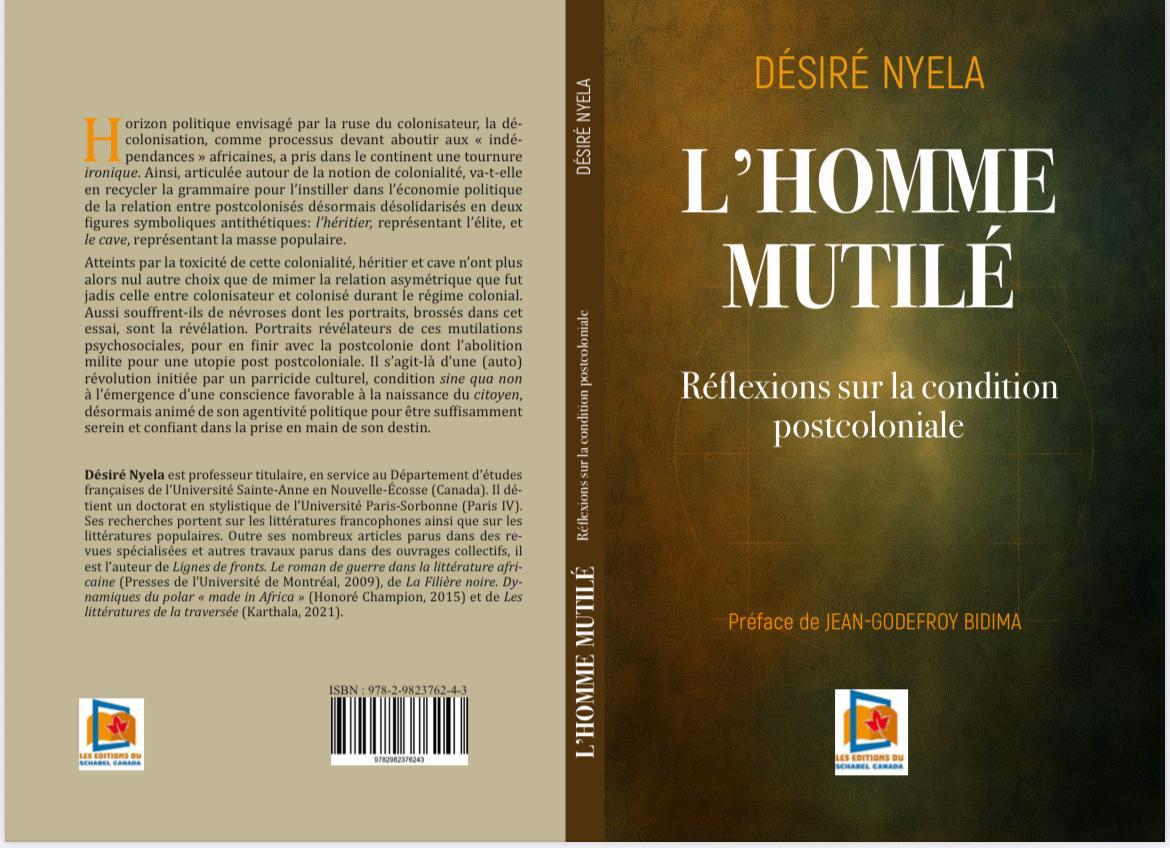 Horizon politique envisagé par la ruse du colonisateur, la dé-
colonisation, comme processus devant aboutir aux « indé-
pendances » africaines, a pris dans le continent une tournure
ironique. Ainsi, articulée autour de la notion de colonialité, va-t-elle
en recycler la grammaire pour l'instiller dans l'économie politique
de la relation entre postcolonisés désormais désolidarisés en deux
figures symboliques antithétiques: l'héritier, représentant l'élite, et
le cave, représentant la masse populaire.
Atteints par la toxicité de cette colonialité, héritier et cave n'ont plus
alors nul autre choix que de mimer la relation asymétrique que fut
jadis celle entre colonisateur et colonisé durant le régime colonial.
Aussi souffrent-ils de névroses dont les portraits, brossés dans cet
essai, sont la révélation. Portraits révélateurs de ces mutilations
psychosociales, pour en finir avec la postcolonie dont l'abolition
milite pour une utopie post postcoloniale. Il s'agit-là d'une (auto)
révolution initiée par un parricide culturel, condition sine qua non
à l'émergence d'une conscience favorable à la naissance du citoyen,
désormais animé de son agentivité politique pour être suffisamment
serein et confiant dans la prise en main de son destin.
Désiré Nyela est professeur titulaire, en service au Département d'études
françaises de l'Université Sainte-Anne en Nouvelle-Écosse (Canada). Il dé-
tient un doctorat en stylistique de l'Université Paris-Sorbonne (Paris IV).
Ses recherches portent sur les littératures francophones ainsi que sur les
littératures populaires. Outre ses nombreux articles parus dans des re-
vues spécialisées et autres travaux parus dans des ouvrages collectifs, il
est l'auteur de Lignes de fronts. Le roman de guerre dans la littérature afri-
caine (Presses de l'Université de Montréal, 2009), de La Filière noire. Dy-
namiques du polar « made in Africa » (Honoré Champion, 2015) et de Les
littératures de la traversée (Karthala, 2021).
LES EDITIONS DU
SCHABEL CANADA
ISBN : 978-2-9823762-4-3
9782982376243
DÉSIRÉ NYELA
Réflexions sur la condition postcoloniale
L'HOMME MUTILÉ
DÉSIRÉ NYELA
L'HOMME
MUTILÉ
Réflexions sur la condition
postcoloniale
Préface de JEAN-GODEFROY BIDIMA
LES EDITIONS DU
SCHABEL CANADA